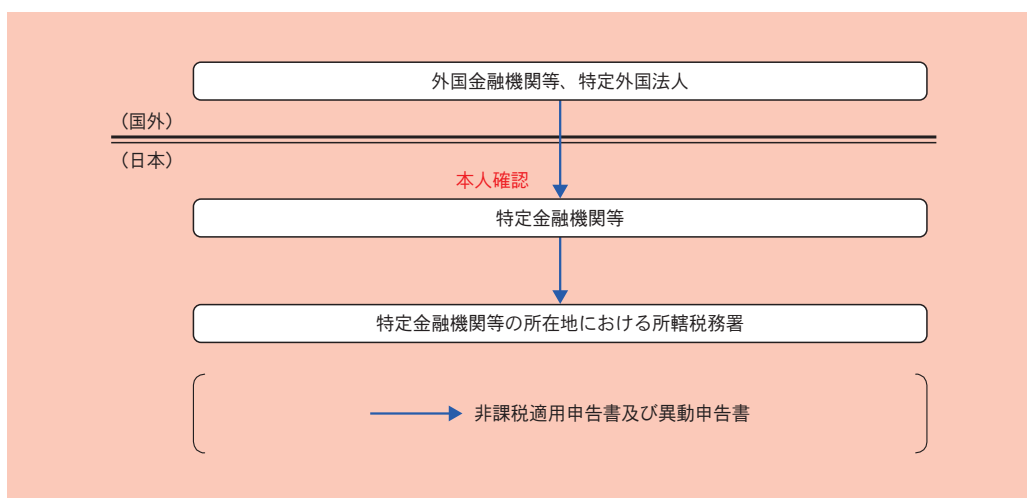 外国金融機関等、特定外国法人
（国外）
（日本）
本人確認
特定金融機関等
特定金融機関等の所在地における所轄税務署
非課税適用申告書及び異動申告書